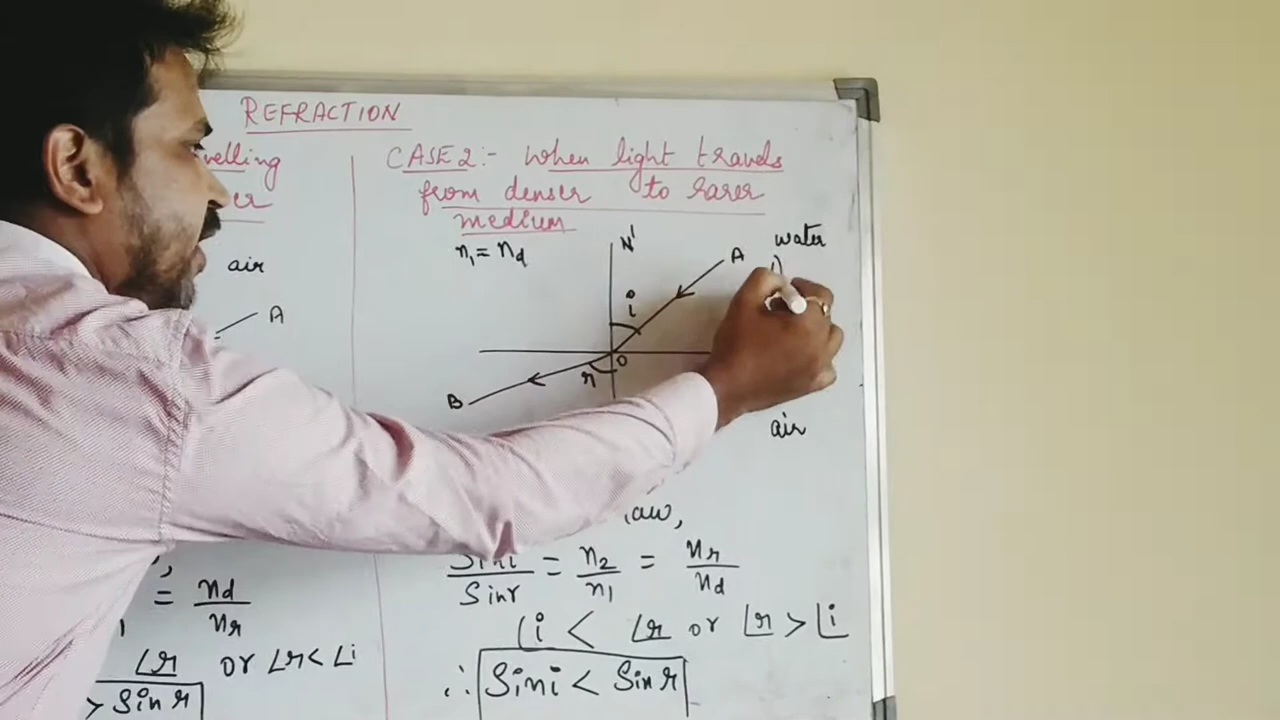 REFRACTION
velling
er
air
A
> Sin r
= nd/nr
∠r or ∠r < ∠i
CASE 2:- When light travels
from denser to rarer
medium
n₁ = nd
N'
A
water
i
O
r
B
air
law,
Sin i / Sin r = n₂/n₁ = nr/nd
∠i < ∠r or ∠r > ∠i
∴ Sin i < Sin r